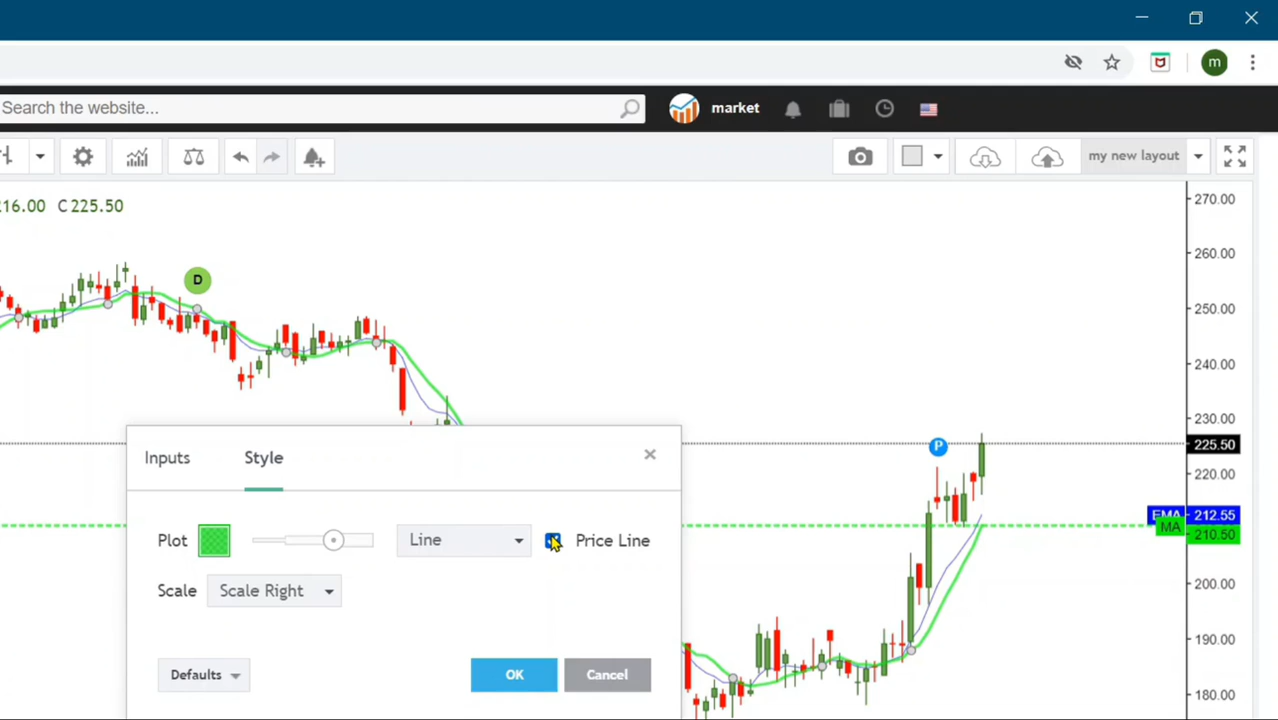 m
Search the website...
market
my new layout
216.00 C225.50
270.00
260.00
D
250.00
240.00
230.00
P
225.50
220.00
EMA 212.55
MA 210.50
200.00
190.00
180.00
Inputs Style
Plot Line Price Line
Scale Scale Right
Defaults OK Cancel